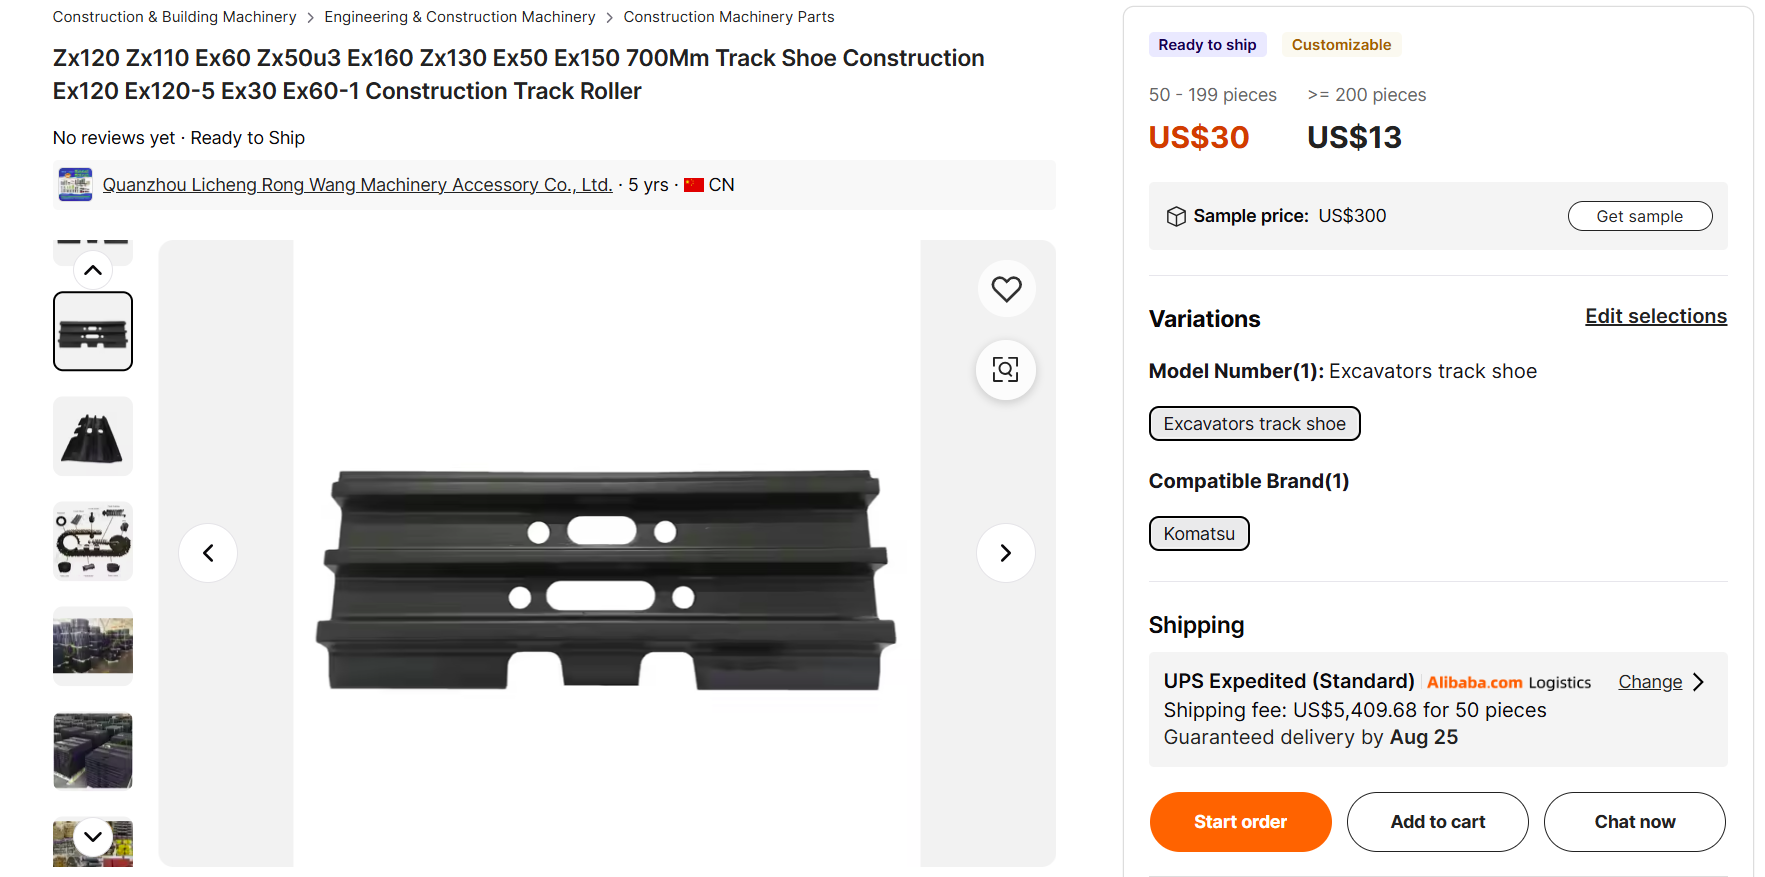 Construction & Building Machinery > Engineering & Construction Machinery > Construction Machinery Parts
Zx120 Zx110 Ex60 Zx50u3 Ex160 Zx130 Ex50 Ex150 700Mm Track Shoe Construction
Ex120 Ex120-5 Ex30 Ex60-1 Construction Track Roller
No reviews yet · Ready to Ship
Quanzhou Licheng Rong Wang Machinery Accessory Co., Ltd. · 5 yrs · CN
Ready to ship Customizable
50 - 199 pieces >= 200 pieces
US$30 US$13
Sample price: US$300 Get sample
Variations Edit selections
Model Number(1): Excavators track shoe
Excavators track shoe
Compatible Brand(1)
Komatsu
Shipping
UPS Expedited (Standard) Alibaba.com Logistics Change
Shipping fee: US$5,409.68 for 50 pieces
Guaranteed delivery by Aug 25
Start order Add to cart Chat now